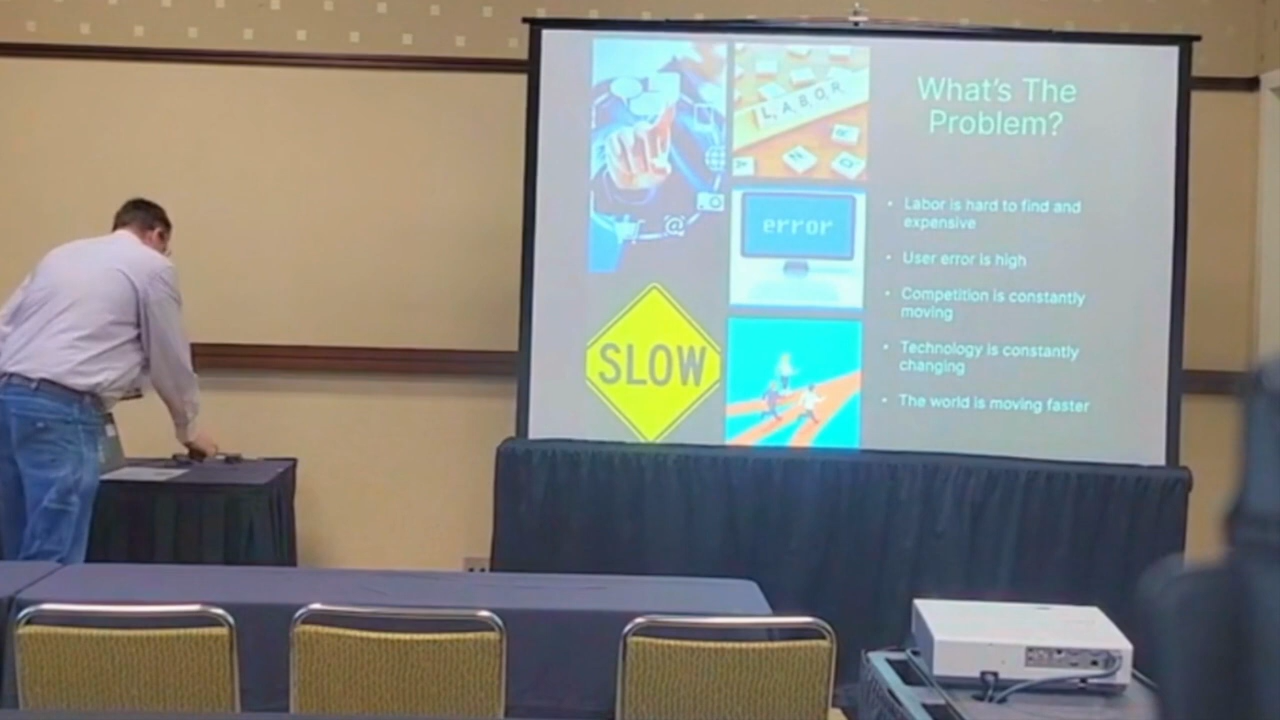 What's The
Problem?
LABOR
error
SLOW
• Labor is hard to find and
expensive
• User error is high
• Competition is constantly
moving
• Technology is constantly
changing
• The world is moving faster